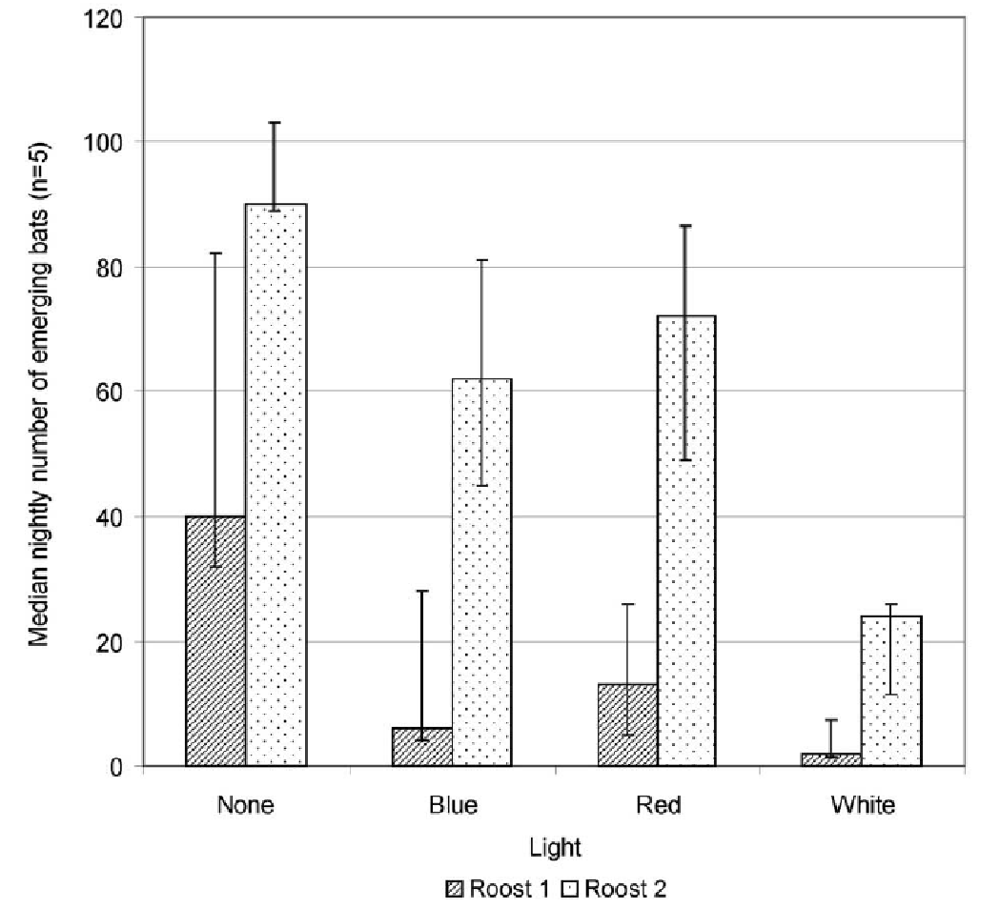 120
100
80
60
40
20
0
Median nightly number of emerging bats (n=5)
None Blue Red White
Light
Roost 1 Roost 2